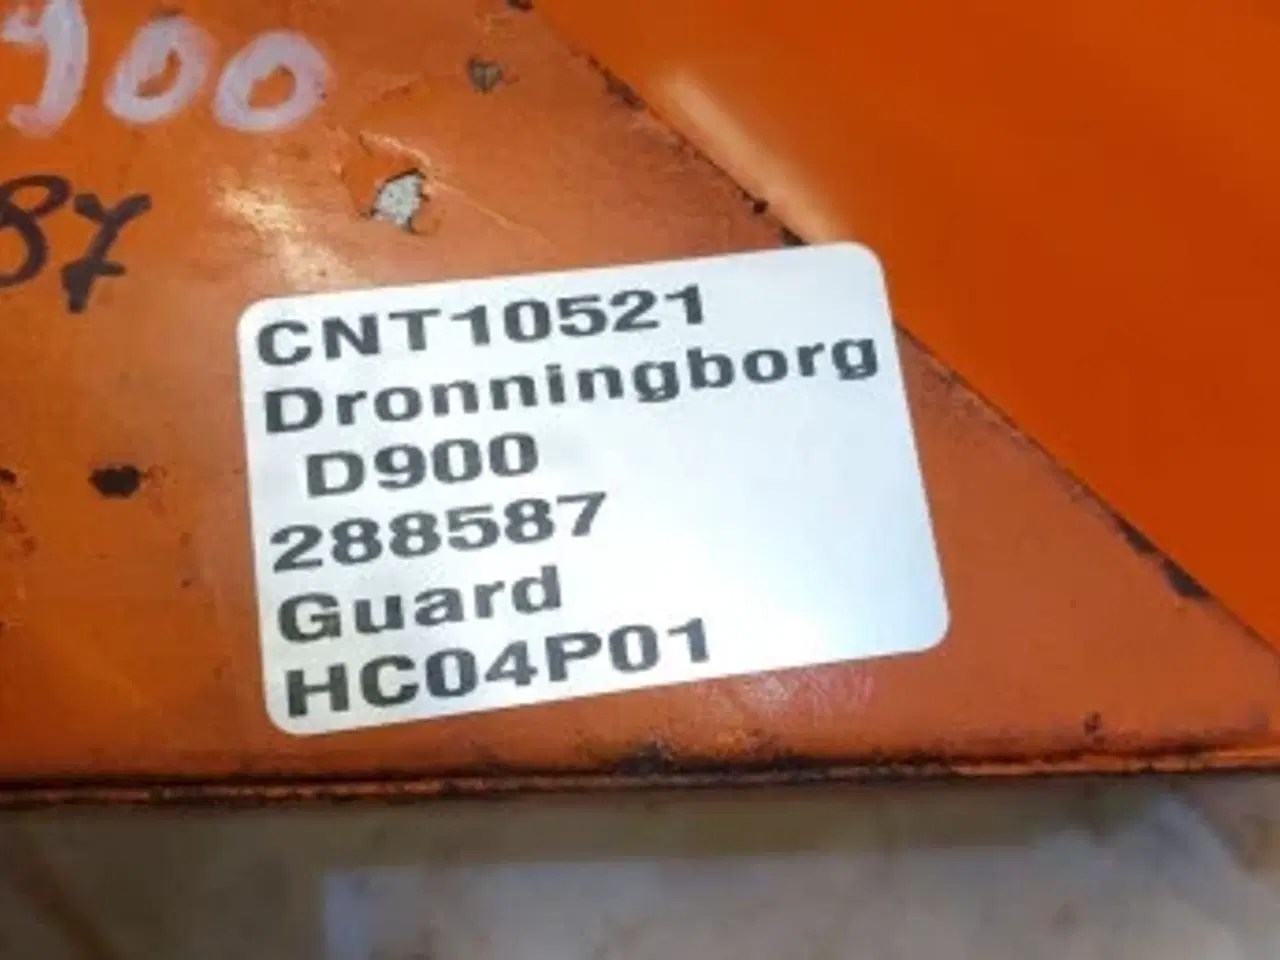 900
87
CNT10521
Dronningborg
D900
288587
Guard
HC04P01